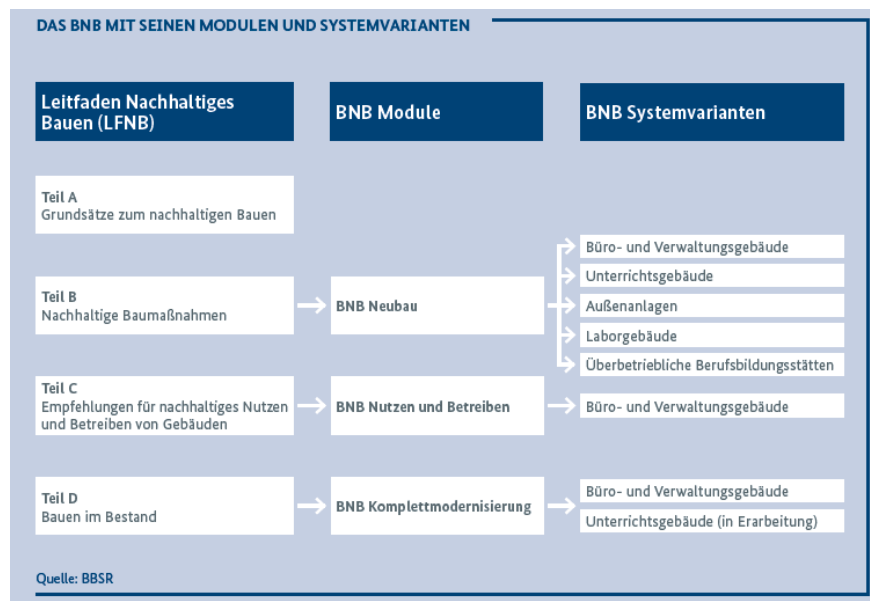 DAS BNB MIT SEINEN MODULEN UND SYSTEMVARIANTEN
Leitfaden Nachhaltiges
Bauen (LFNB)
BNB Module
BNB Systemvarianten
Teil A
Grundsätze zum nachhaltigen Bauen
Teil B
Nachhaltige Baumaßnahmen
BNB Neubau
Büro- und Verwaltungsgebäude
Unterrichtsgebäude
Außenanlagen
Laborgebäude
Überbetriebliche Berufsbildungsstätten
Teil C
Empfehlungen für nachhaltiges Nutzen
und Betreiben von Gebäuden
BNB Nutzen und Betreiben
Büro- und Verwaltungsgebäude
Teil D
Bauen im Bestand
BNB Komplettmodernisierung
Büro- und Verwaltungsgebäude
Unterrichtsgebäude (in Erarbeitung)
Quelle: BBSR